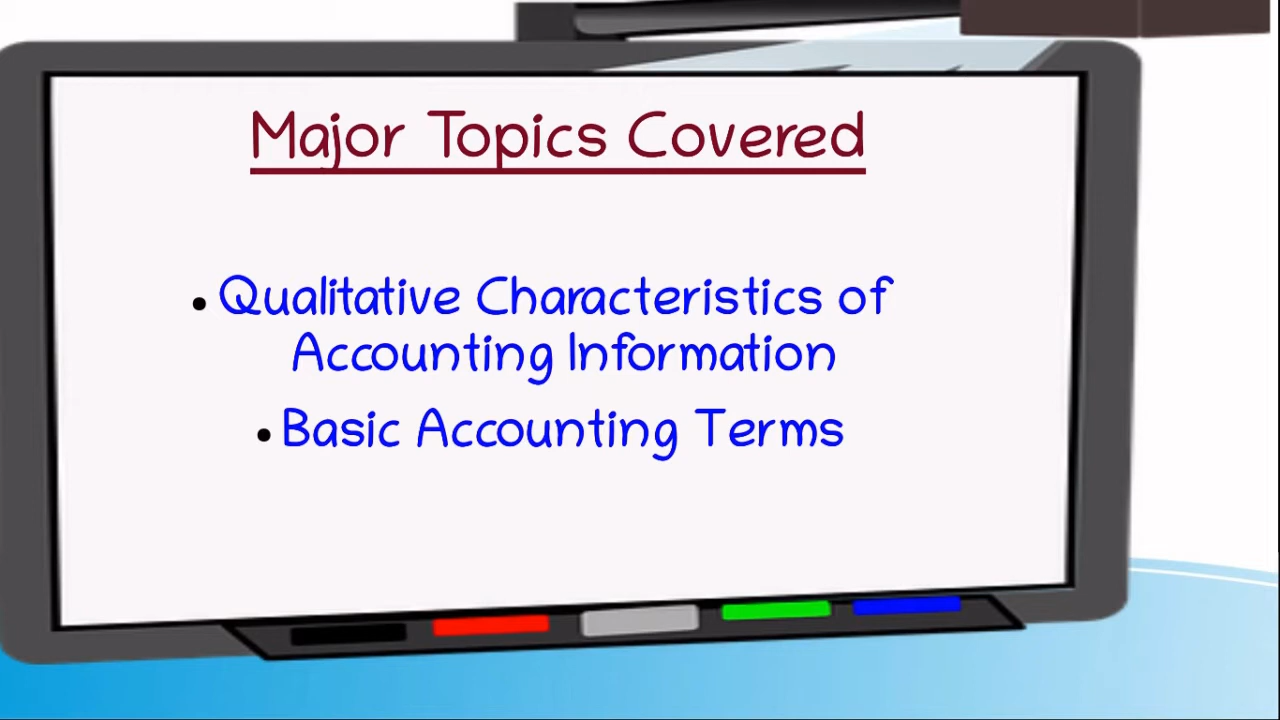 Major Topics Covered
• Qualitative Characteristics of
Accounting Information
• Basic Accounting Terms